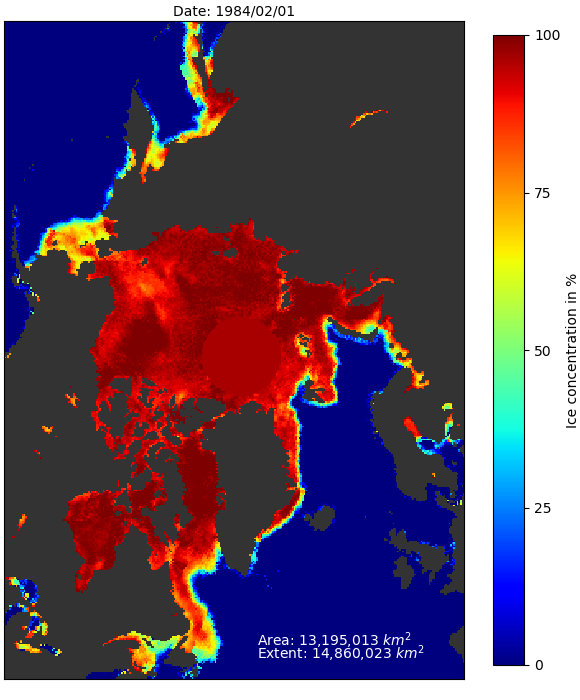 Date: 1984/02/01
100
75
50
25
0
Ice concentration in %
Area: 13,195,013 km²
Extent: 14,860,023 km²